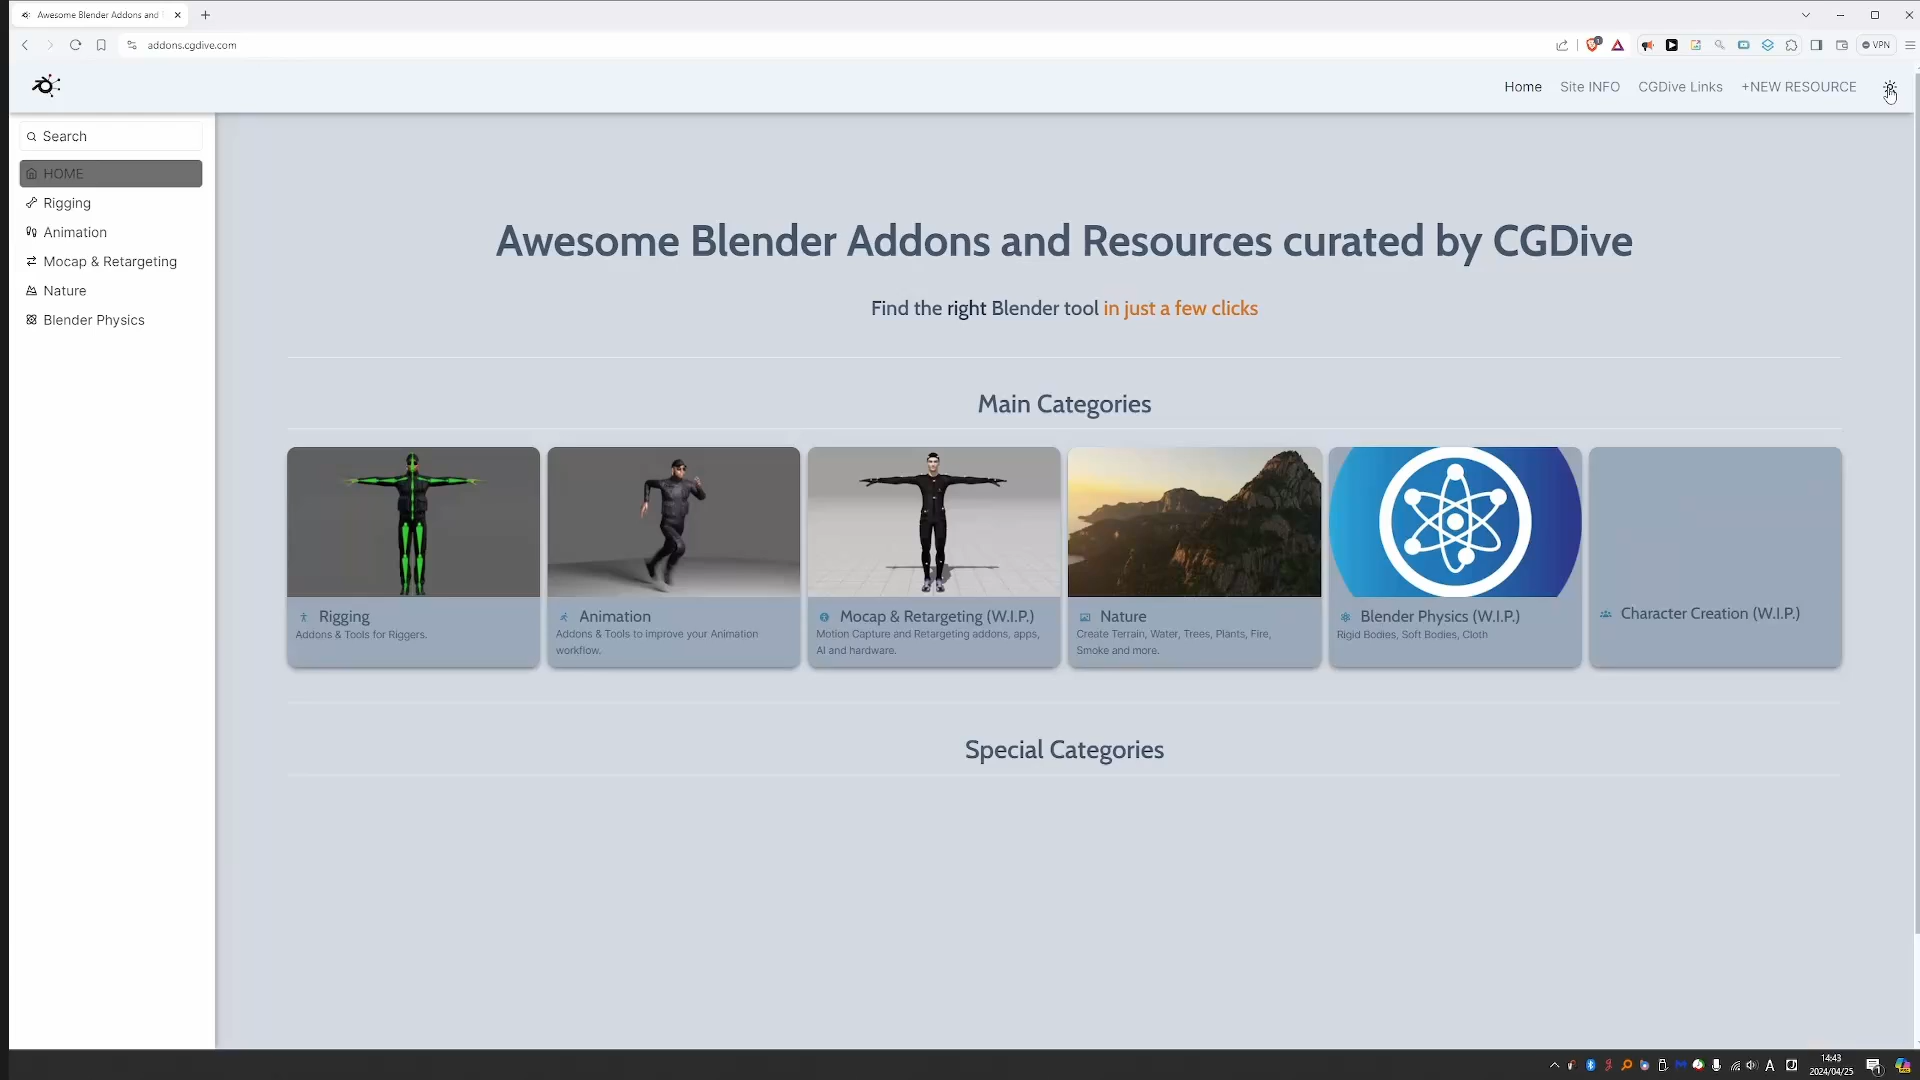 Awesome Blender Addons and
addons.cgdive.com
VPN
Home
Site INFO
CGDive Links
+NEW RESOURCE
Search
HOME
Rigging
Animation
Mocap & Retargeting
Nature
Blender Physics
Awesome Blender Addons and Resources curated by CGDive
Find the right Blender tool in just a few clicks
Main Categories
Rigging
Addons & Tools for Riggers.
Animation
Addons & Tools to improve your Animation
workflow.
Mocap & Retargeting (W.I.P.)
Motion Capture and Retargeting addons, apps,
AI and hardware.
Nature
Create Terrain, Water, Trees, Plants, Fire,
Smoke and more.
Blender Physics (W.I.P.)
Rigid Bodies, Soft Bodies, Cloth
Character Creation (W.I.P.)
Special Categories
A
14:43
2024/04/25